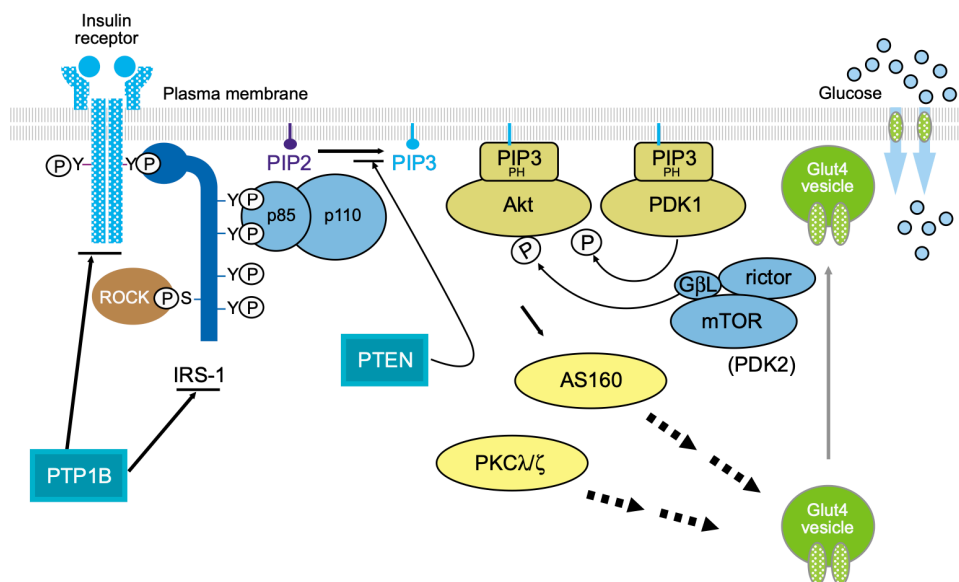 Insulin
receptor
Plasma membrane
Glucose
P Y
Y P
PIP2
PIP3
PIP3
PH
Akt
PIP3
PH
PDK1
Glut4
vesicle
Y P
p85
p110
Y P
P
P
Y P
ROCK
P S
Y P
GβL
rictor
mTOR
(PDK2)
PTEN
IRS-1
AS160
PTP1B
PKCλ/ζ
Glut4
vesicle